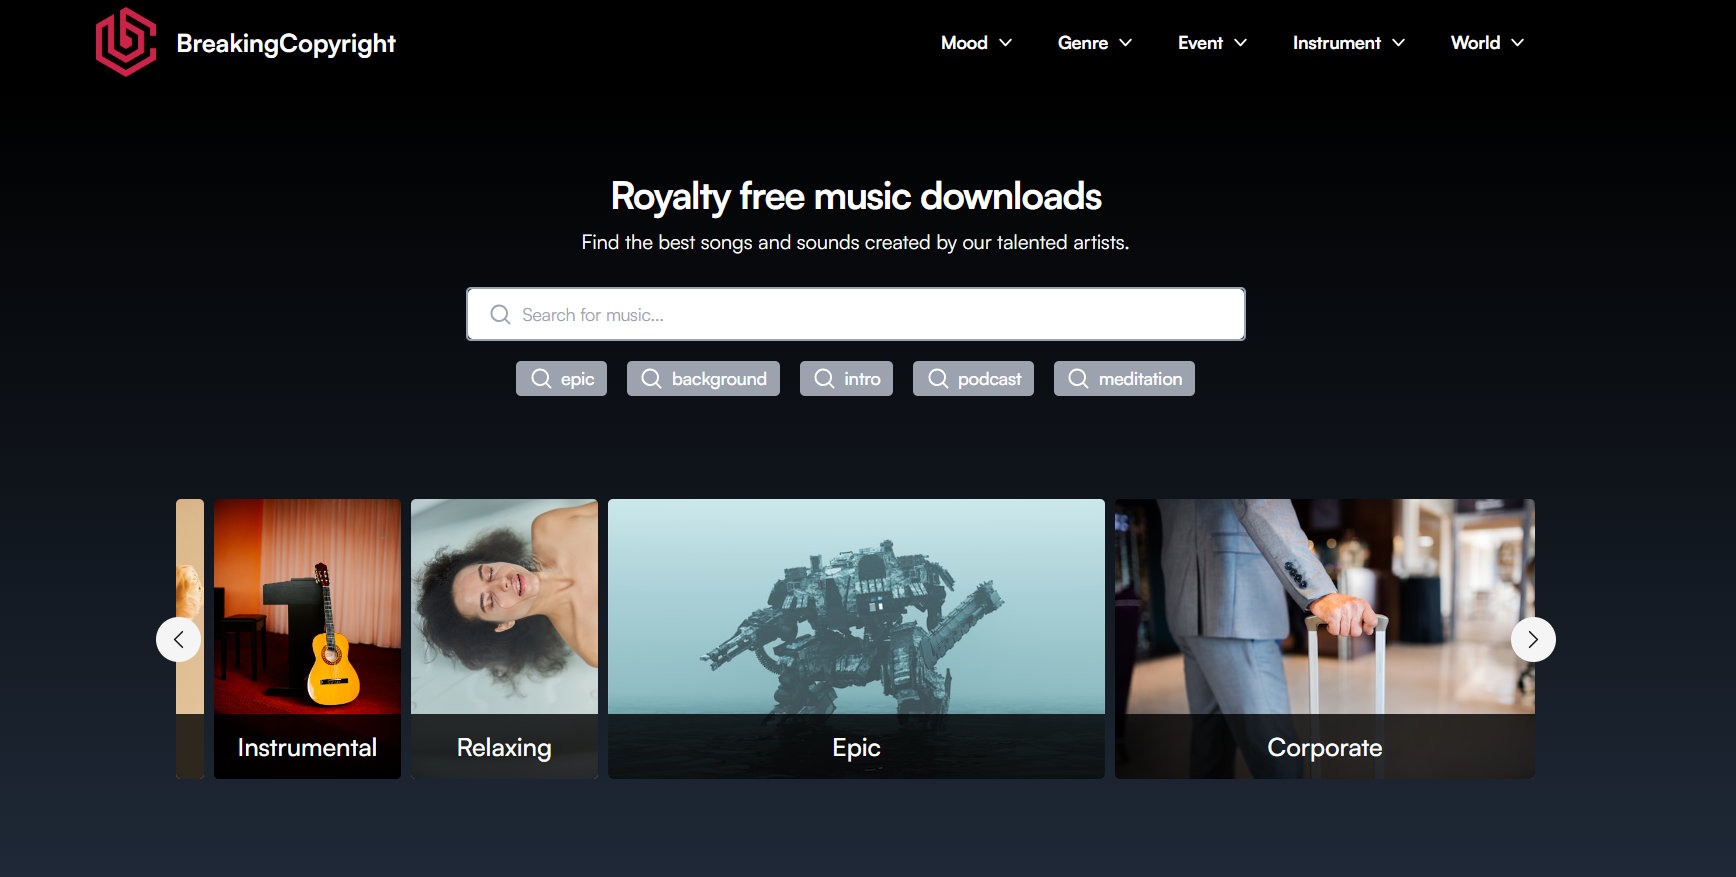 BreakingCopyright
Mood
Genre
Event
Instrument
World
Royalty free music downloads
Find the best songs and sounds created by our talented artists.
Search for music...
epic
background
intro
podcast
meditation
Instrumental
Relaxing
Epic
Corporate